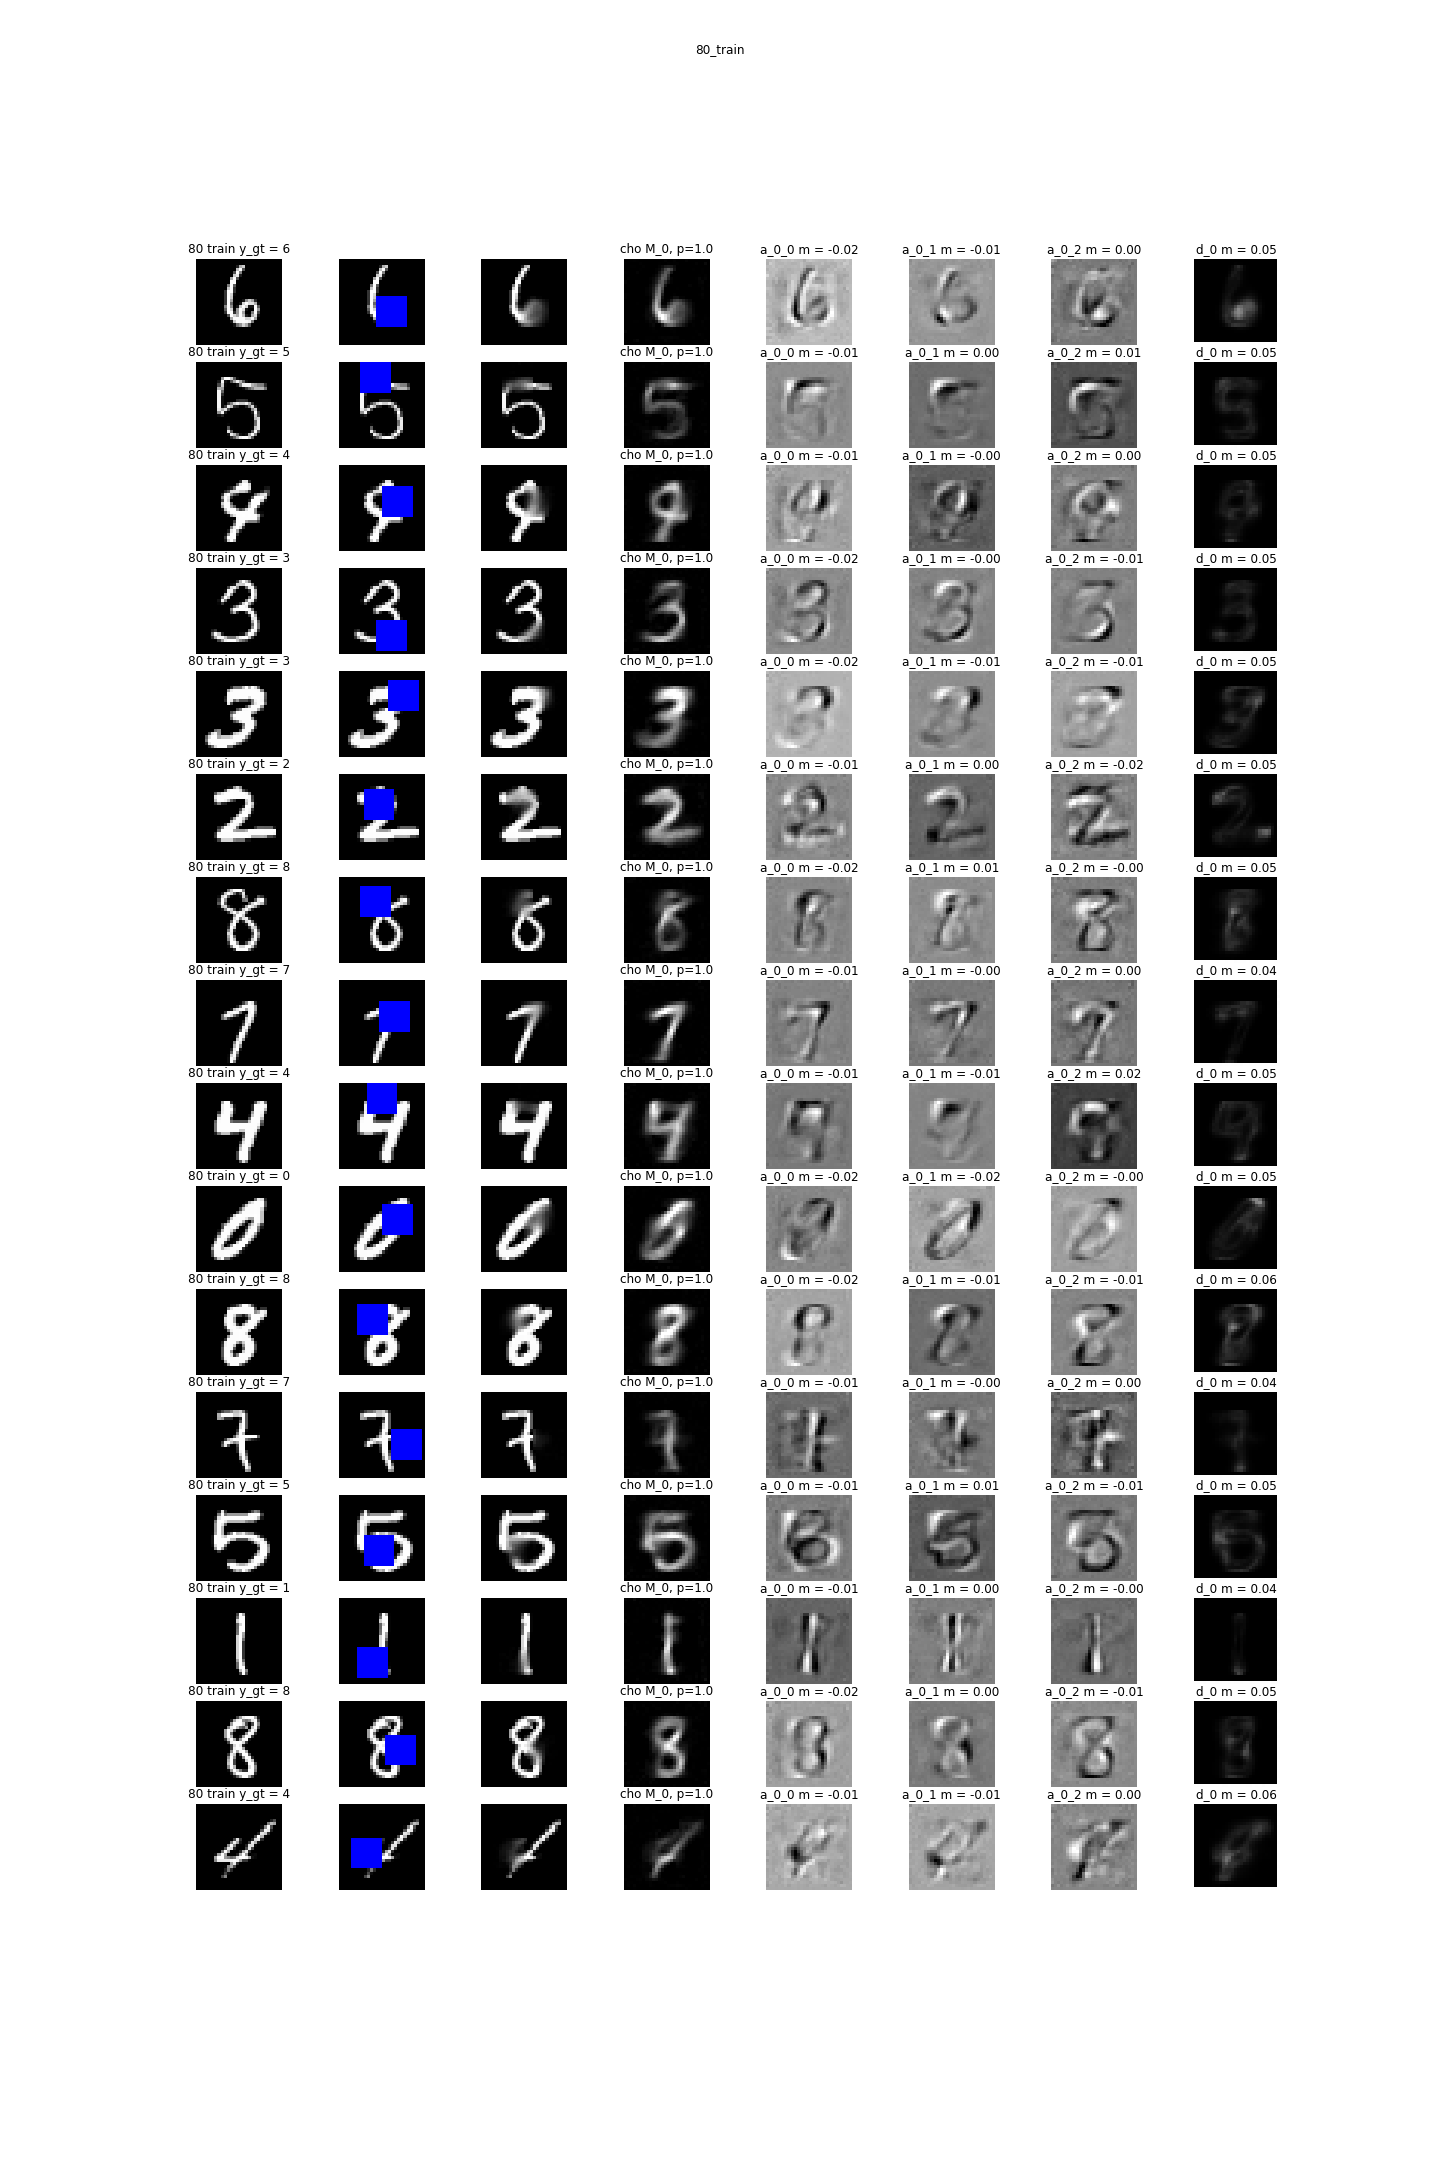 80_train
80 train y_gt = 6 cho M_0, p=1.0 a_0_0 m = -0.02 a_0_1 m = -0.01 a_0_2 m = 0.00 d_0 m = 0.05
80 train y_gt = 5 cho M_0, p=1.0 a_0_0 m = -0.01 a_0_1 m = 0.00 a_0_2 m = 0.01 d_0 m = 0.05
80 train y_gt = 4 cho M_0, p=1.0 a_0_0 m = -0.01 a_0_1 m = -0.00 a_0_2 m = 0.00 d_0 m = 0.05
80 train y_gt = 3 cho M_0, p=1.0 a_0_0 m = -0.02 a_0_1 m = -0.00 a_0_2 m = -0.01 d_0 m = 0.05
80 train y_gt = 3 cho M_0, p=1.0 a_0_0 m = -0.02 a_0_1 m = -0.01 a_0_2 m = -0.01 d_0 m = 0.05
80 train y_gt = 2 cho M_0, p=1.0 a_0_0 m = -0.01 a_0_1 m = 0.00 a_0_2 m = -0.02 d_0 m = 0.05
80 train y_gt = 8 cho M_0, p=1.0 a_0_0 m = -0.02 a_0_1 m = 0.01 a_0_2 m = -0.00 d_0 m = 0.05
80 train y_gt = 7 cho M_0, p=1.0 a_0_0 m = -0.01 a_0_1 m = -0.00 a_0_2 m = 0.00 d_0 m = 0.04
80 train y_gt = 4 cho M_0, p=1.0 a_0_0 m = -0.01 a_0_1 m = -0.01 a_0_2 m = 0.02 d_0 m = 0.05
80 train y_gt = 0 cho M_0, p=1.0 a_0_0 m = -0.02 a_0_1 m = -0.02 a_0_2 m = -0.00 d_0 m = 0.05
80 train y_gt = 8 cho M_0, p=1.0 a_0_0 m = -0.02 a_0_1 m = -0.01 a_0_2 m = -0.01 d_0 m = 0.06
80 train y_gt = 7 cho M_0, p=1.0 a_0_0 m = -0.01 a_0_1 m = -0.00 a_0_2 m = 0.00 d_0 m = 0.04
80 train y_gt = 5 cho M_0, p=1.0 a_0_0 m = -0.01 a_0_1 m = 0.01 a_0_2 m = -0.01 d_0 m = 0.05
80 train y_gt = 1 cho M_0, p=1.0 a_0_0 m = -0.01 a_0_1 m = 0.00 a_0_2 m = -0.00 d_0 m = 0.04
80 train y_gt = 8 cho M_0, p=1.0 a_0_0 m = -0.02 a_0_1 m = 0.00 a_0_2 m = -0.01 d_0 m = 0.05
80 train y_gt = 4 cho M_0, p=1.0 a_0_0 m = -0.01 a_0_1 m = -0.01 a_0_2 m = 0.00 d_0 m = 0.06